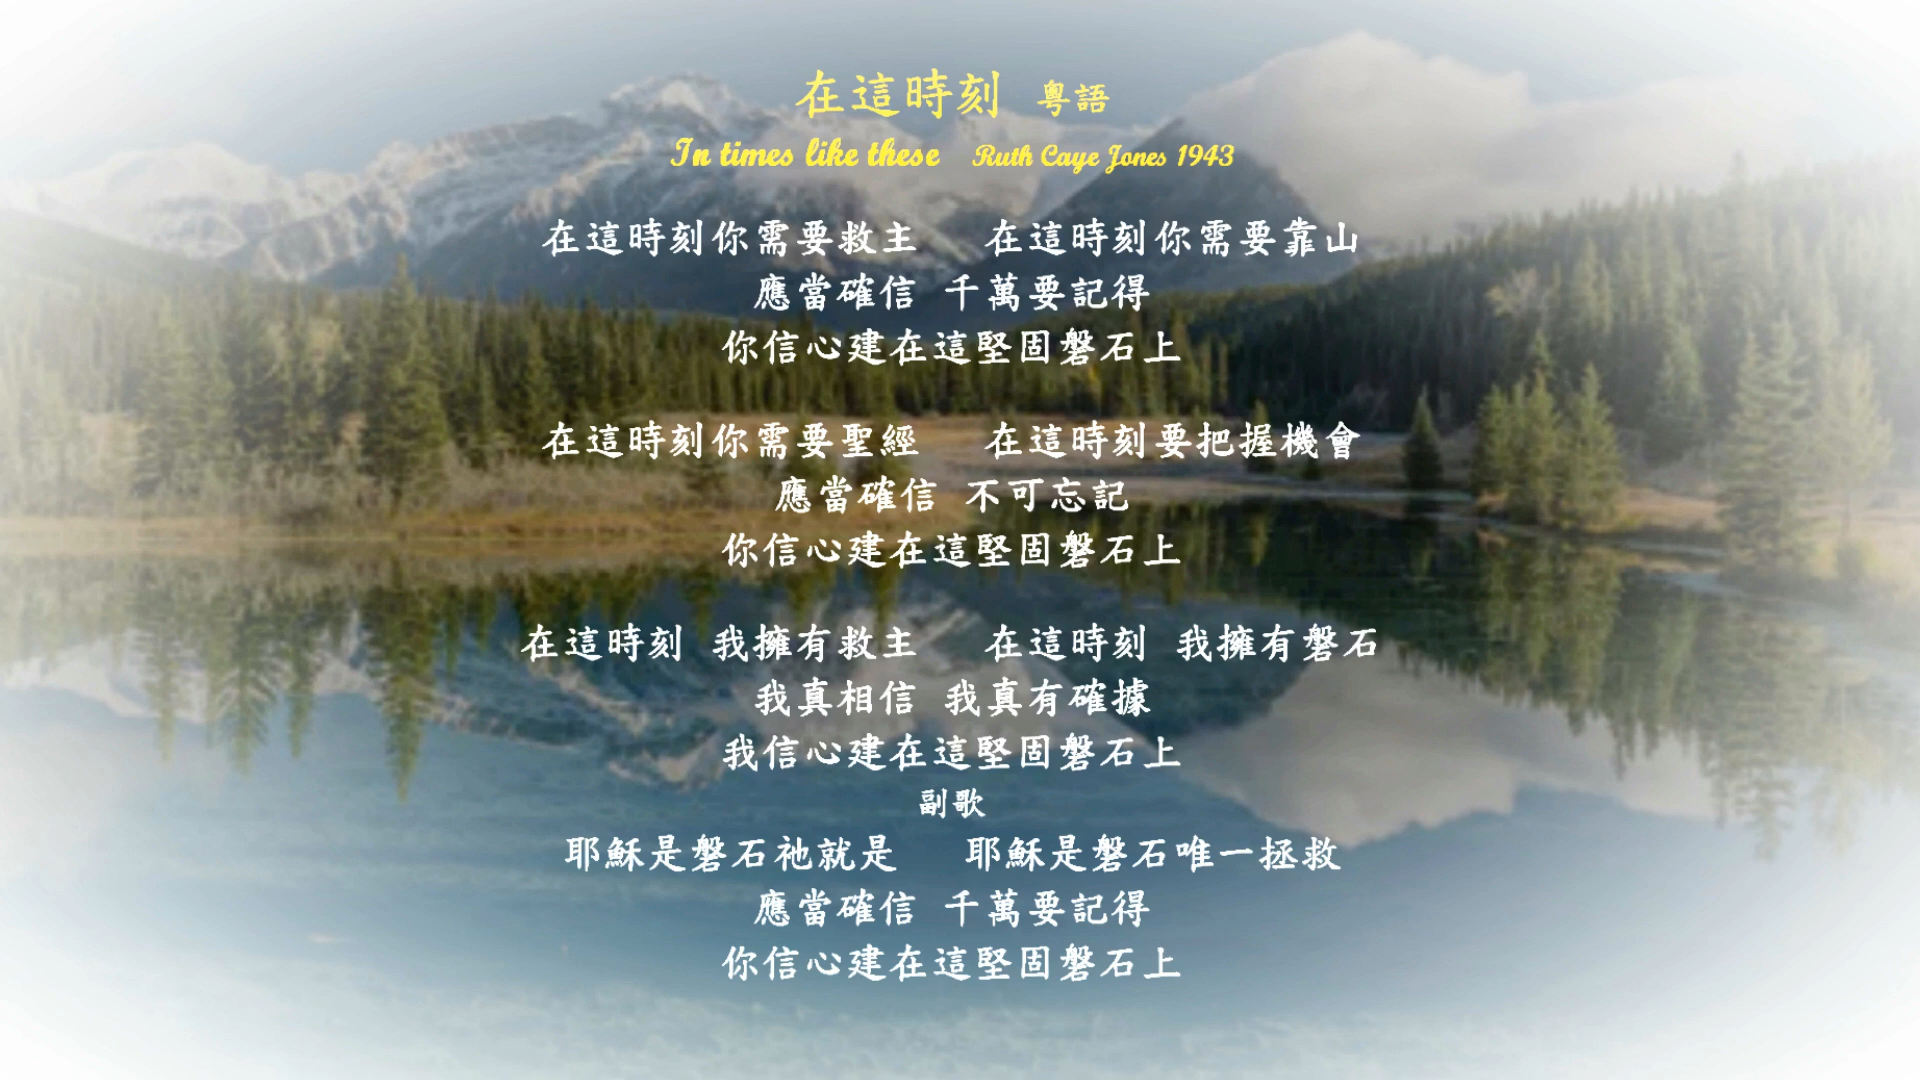 在這時刻 粵語
In times like these Ruth Caye Jones 1943
在這時刻你需要救主 在這時刻你需要靠山
應當確信 千萬要記得
你信心建在這堅固磐石上
在這時刻你需要聖經 在這時刻要把握機會
應當確信 不可忘記
你信心建在這堅固磐石上
在這時刻 我擁有救主 在這時刻 我擁有磐石
我真相信 我真有確據
我信心建在這堅固磐石上
副歌
耶穌是磐石祂就是 耶穌是磐石唯一拯救
應當確信 千萬要記得
你信心建在這堅固磐石上